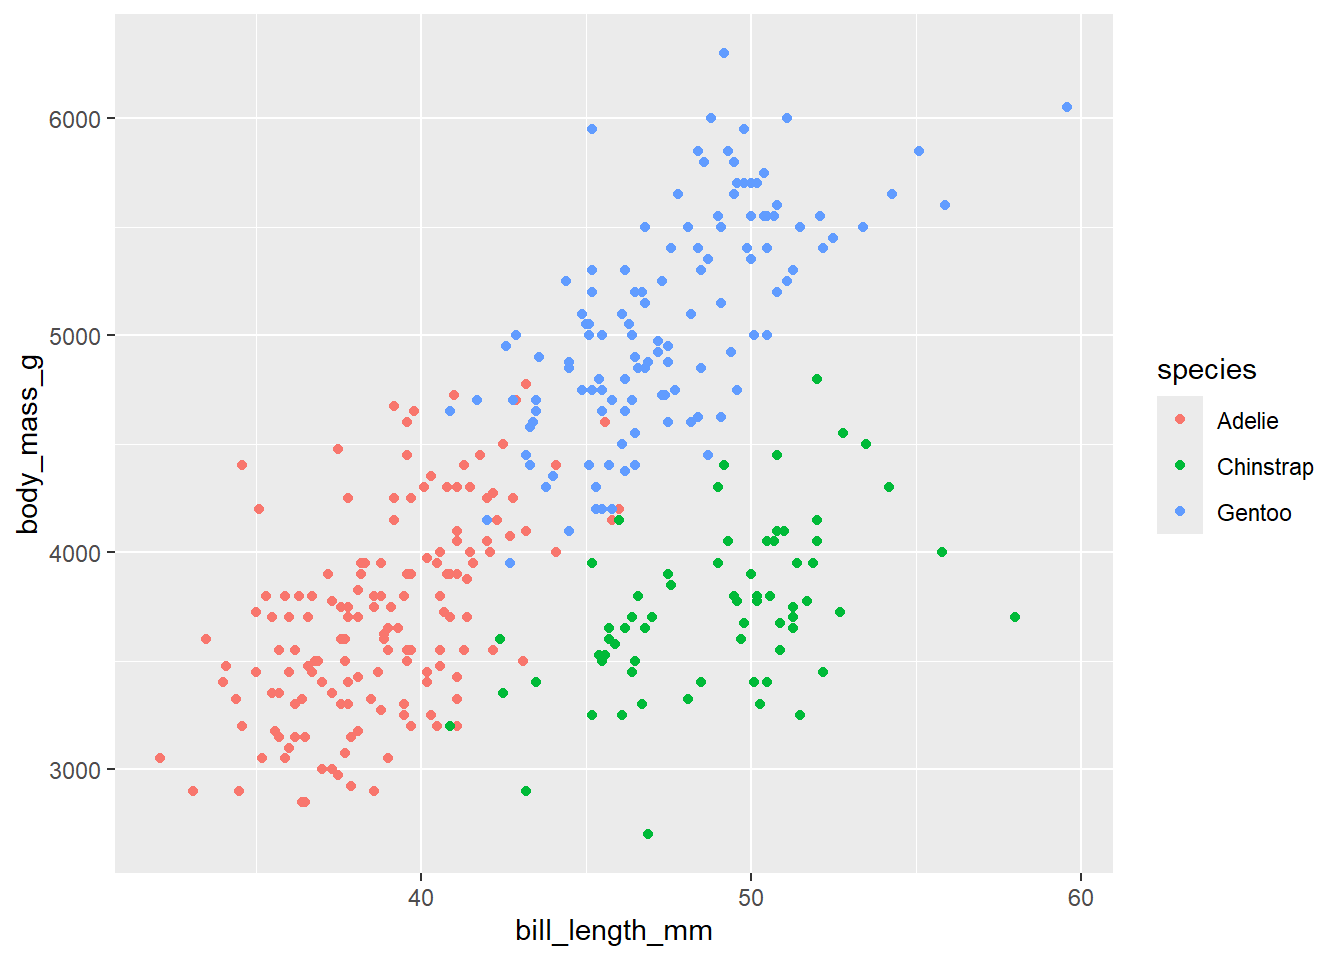 6000
5000
4000
3000
body_mass_g
40 50 60
bill_length_mm
species
Adelie
Chinstrap
Gentoo